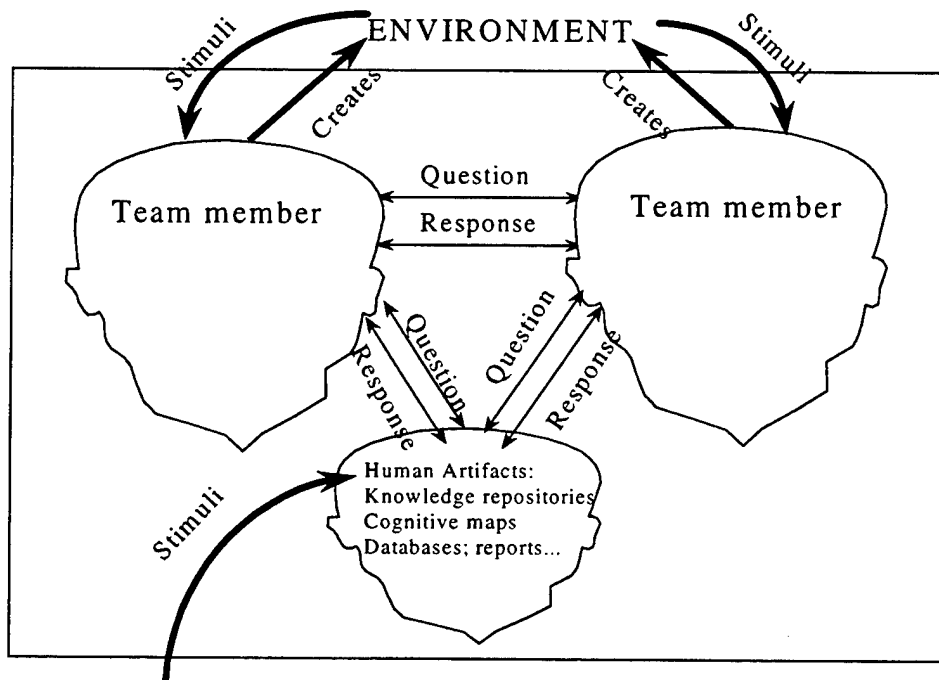 Stimuli
ENVIRONMENT
Stimuli
Creates
Creates
Team member
Question
Response
Team member
Question
Response
Question
Response
Human Artifacts:
Knowledge repositories
Cognitive maps
Databases; reports...
Stimuli